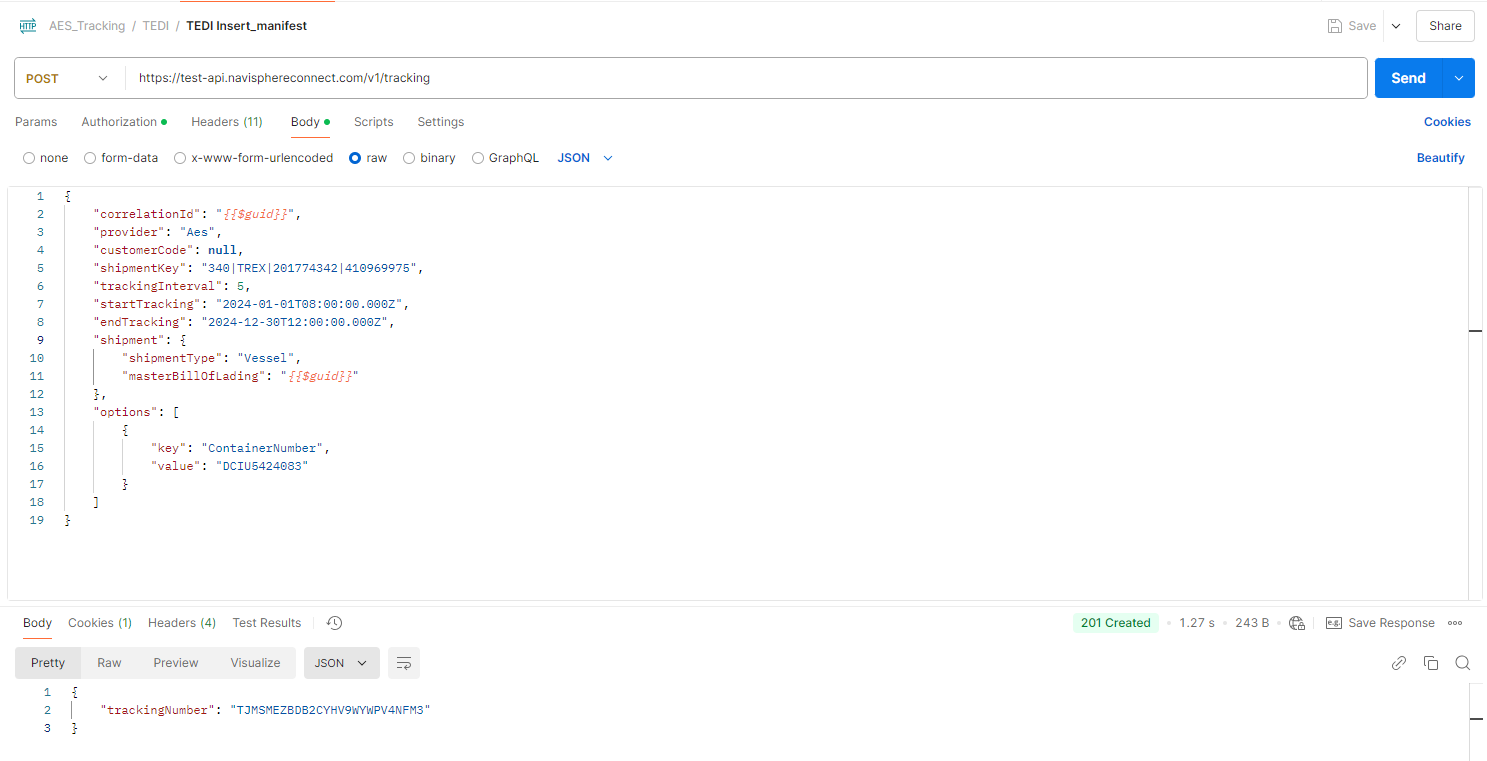 HTTP AES_Tracking / TEDI / TEDI Insert_manifest Save Share
POST https://test-api.navisphereconnect.com/v1/tracking Send
Params Authorization Headers (11) Body Scripts Settings Cookies
none form-data x-www-form-urlencoded raw binary GraphQL JSON Beautify
1 {
2 "correlationId": "{{$guid}}",
3 "provider": "Aes",
4 "customerCode": null,
5 "shipmentKey": "340|TREX|201774342|410969975",
6 "trackingInterval": 5,
7 "startTracking": "2024-01-01T08:00:00.000Z",
8 "endTracking": "2024-12-30T12:00:00.000Z",
9 "shipment": {
10 "shipmentType": "Vessel",
11 "masterBillOfLading": "{{$guid}}"
12 },
13 "options": [
14 {
15 "key": "ContainerNumber",
16 "value": "DCIU5424083"
17 }
18 ]
19 }
Body Cookies (1) Headers (4) Test Results 201 Created 1.27 s 243 B e.g. Save Response
Pretty Raw Preview Visualize JSON
1 {
2 "trackingNumber": "TJMSMEZBDB2CYHV9WYWPV4NFM3"
3 }